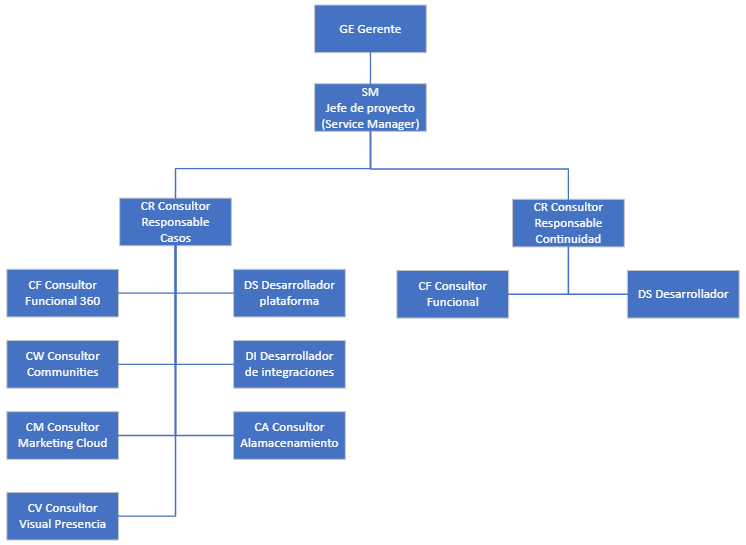 GE Gerente
SM
Jefe de proyecto
(Service Manager)
CR Consultor
Responsable
Casos
CR Consultor
Responsable
Continuidad
CF Consultor
Funcional 360
DS Desarrollador
plataforma
CF Consultor
Funcional
DS Desarrollador
CW Consultor
Communities
DI Desarrollador
de integraciones
CM Consultor
Marketing Cloud
CA Consultor
Alamacenamiento
CV Consultor
Visual Presencia